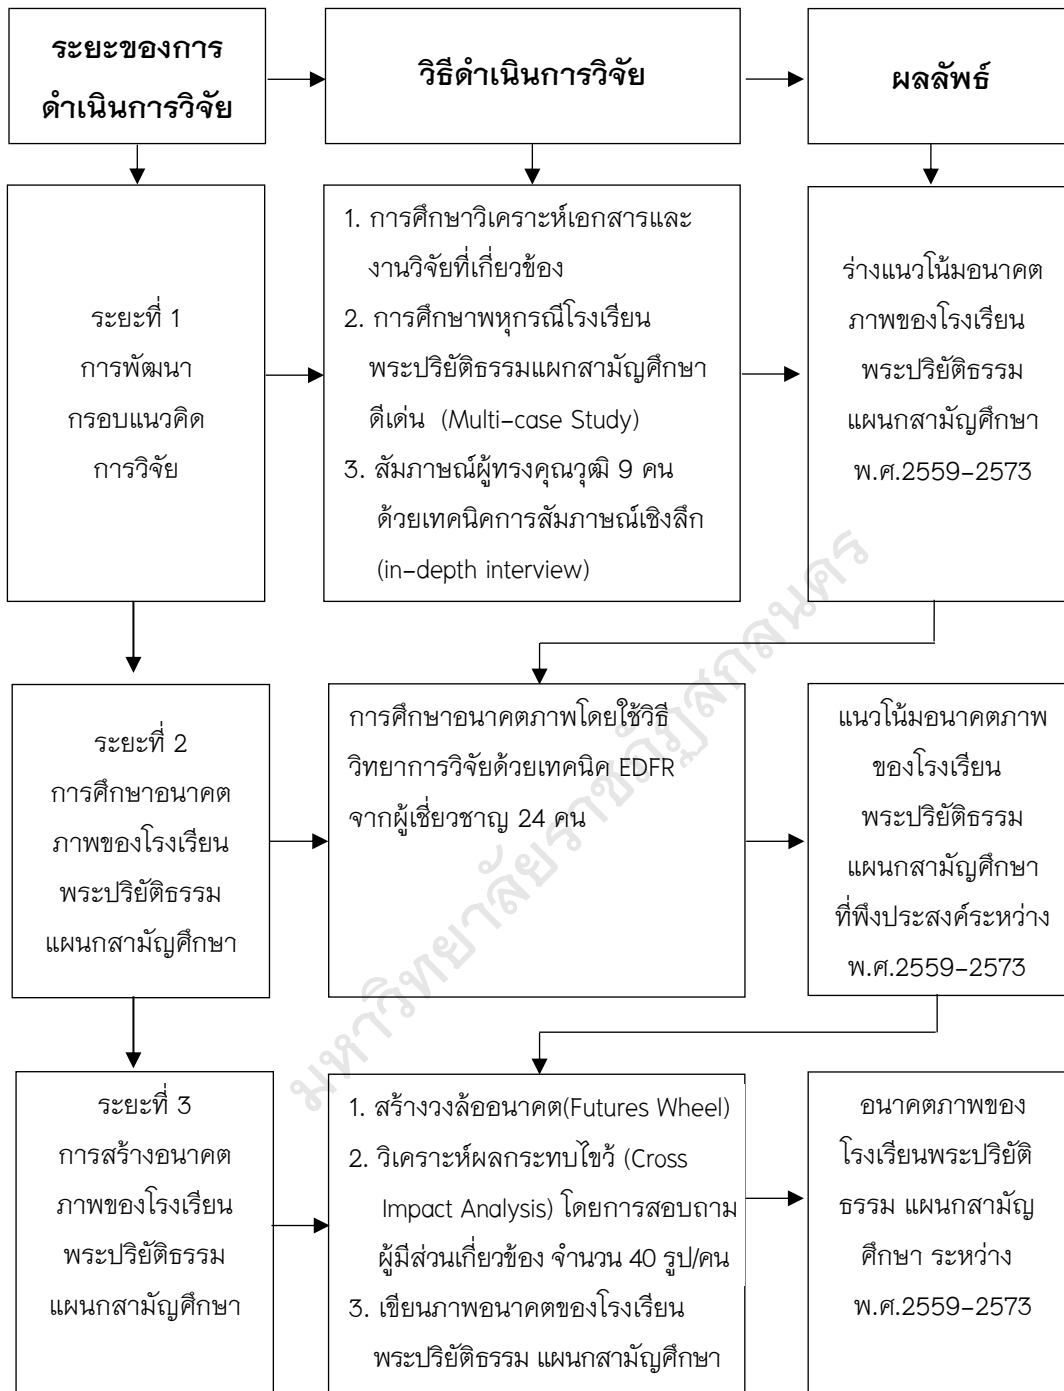 ระยะของการ
ดำเนินการวิจัย
วิธีดำเนินการวิจัย
ผลลัพธ์
ระยะที่ 1
การพัฒนา
กรอบแนวคิด
การวิจัย
1. การศึกษาวิเคราะห์เอกสารและ
งานวิจัยที่เกี่ยวข้อง
2. การศึกษาพหุกรณีโรงเรียน
พระปริยัติธรรมแผกสามัญศึกษา
ดีเด่น (Multi-case Study)
3. สัมภาษณ์ผู้ทรงคุณวุฒิ 9 คน
ด้วยเทคนิคการสัมภาษณ์เชิงลึก
(in-depth interview)
ร่างแนวโน้มอนาคต
ภาพของโรงเรียน
พระปริยัติธรรม
แผนกสามัญศึกษา
พ.ศ.2559-2573
ระยะที่ 2
การศึกษาอนาคต
ภาพของโรงเรียน
พระปริยัติธรรม
แผนกสามัญศึกษา
การศึกษาอนาคตภาพโดยใช้วิธี
วิทยาการวิจัยด้วยเทคนิค EDFR
จากผู้เชี่ยวชาญ 24 คน
แนวโน้มอนาคตภาพ
ของโรงเรียน
พระปริยัติธรรม
แผนกสามัญศึกษา
ที่พึงประสงค์ระหว่าง
พ.ศ.2559-2573
ระยะที่ 3
การสร้างอนาคต
ภาพของโรงเรียน
พระปริยัติธรรม
แผนกสามัญศึกษา
1. สร้างวงล้ออนาคต(Futures Wheel)
2. วิเคราะห์ผลกระทบไขว้ (Cross
Impact Analysis) โดยการสอบถาม
ผู้มีส่วนเกี่ยวข้อง จำนวน 40 รูป/คน
3. เขียนภาพอนาคตของโรงเรียน
พระปริยัติธรรม แผนกสามัญศึกษา
อนาคตภาพของ
โรงเรียนพระปริยัติ
ธรรม แผนกสามัญ
ศึกษา ระหว่าง
พ.ศ.2559-2573
มหาวิทยาลัยราชภัฏสกลนคร